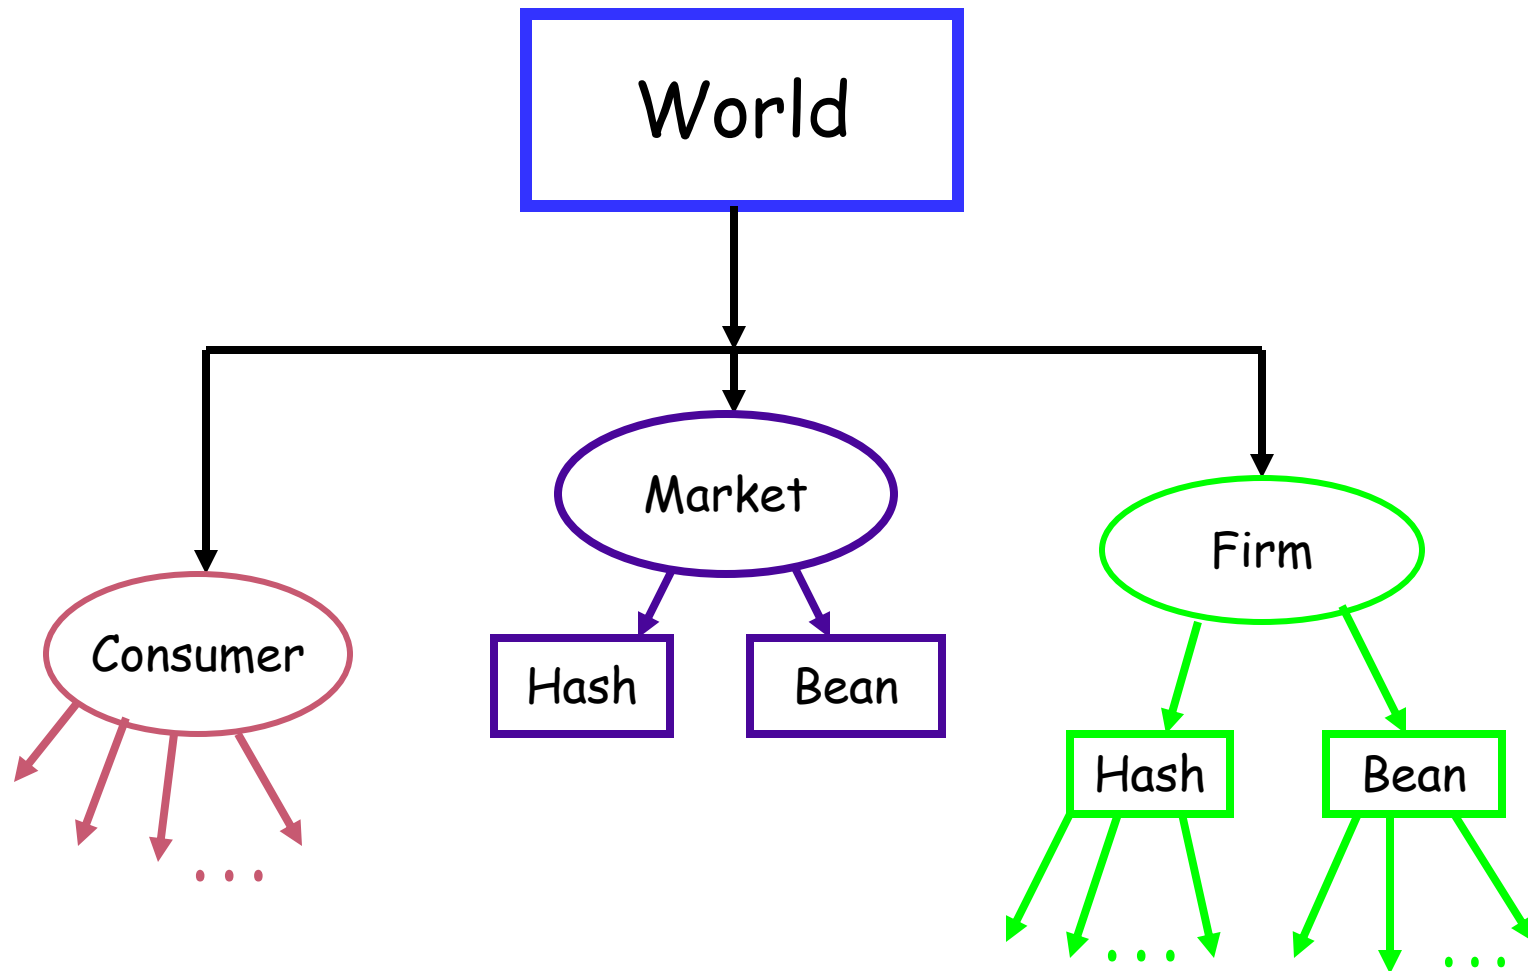 World
Market
Firm
Consumer
Hash
Bean
Hash
Bean
. . .
. . .
. . .